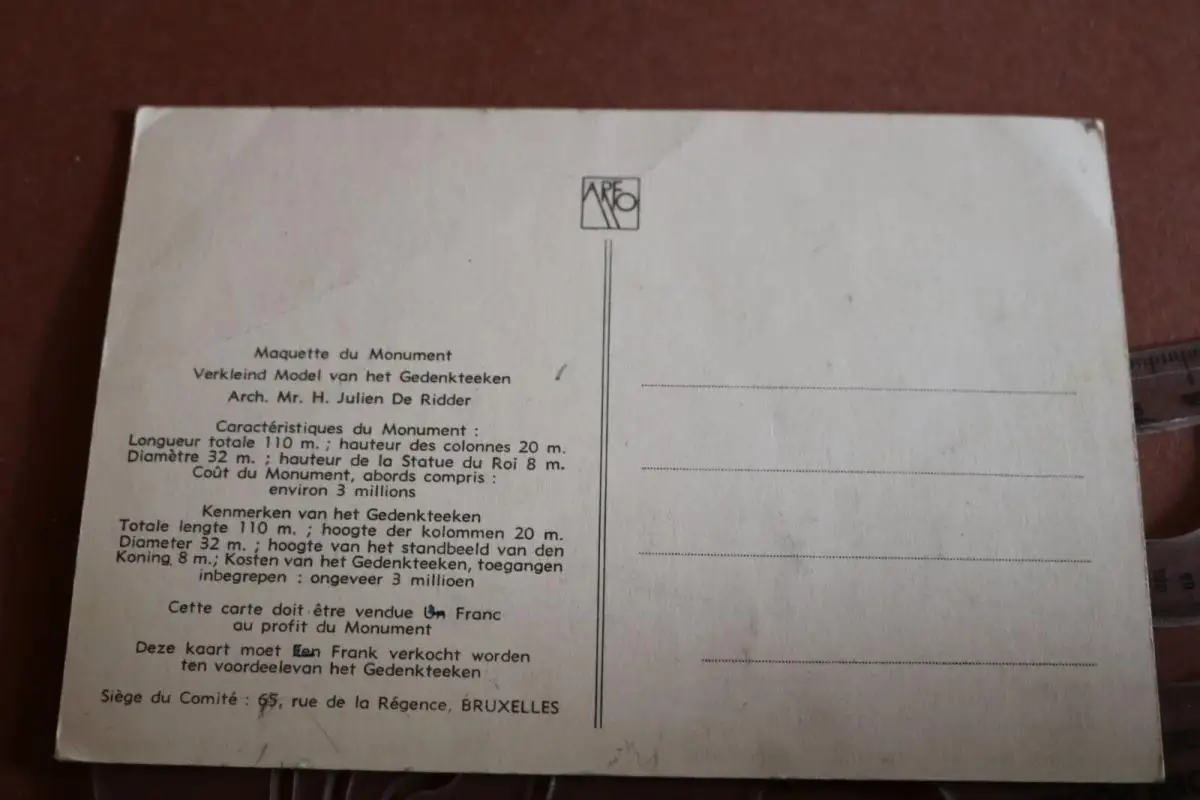 ARFO
Maquette du Monument
Verkleind Model van het Gedenkteeken
Arch. Mr. H. Julien De Ridder
Caractéristiques du Monument :
Longueur totale 110 m. ; hauteur des colonnes 20 m.
Diamètre 32 m. ; hauteur de la Statue du Roi 8 m.
Coût du Monument, abords compris :
environ 3 millions
Kenmerken van het Gedenkteeken
Totale lengte 110 m. ; hoogte der kolommen 20 m.
Diameter 32 m. ; hoogte van het standbeeld van den
Koning 8 m.; Kosten van het Gedenkteeken, toegangen
inbegrepen : ongeveer 3 millioen
Cette carte doit être vendue Un Franc
au profit du Monument
Deze kaart moet Een Frank verkocht worden
ten voordeelevan het Gedenkteeken
Siège du Comité : 65, rue de la Régence, BRUXELLES